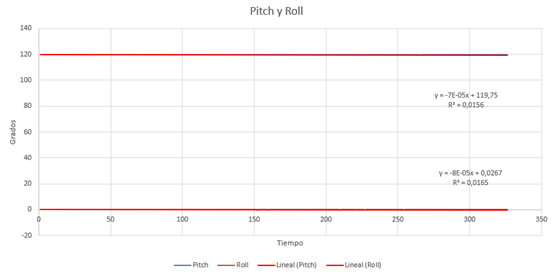 Pitch y Roll
140
120
100
80
60
40
20
0
-20
Grados
y = -7E-05x + 119,75
R² = 0,0156
y = -8E-05x + 0,0267
R² = 0,0165
0 50 100 150 200 250 300 350
Tiempo
Pitch Roll Lineal (Pitch) Lineal (Roll)